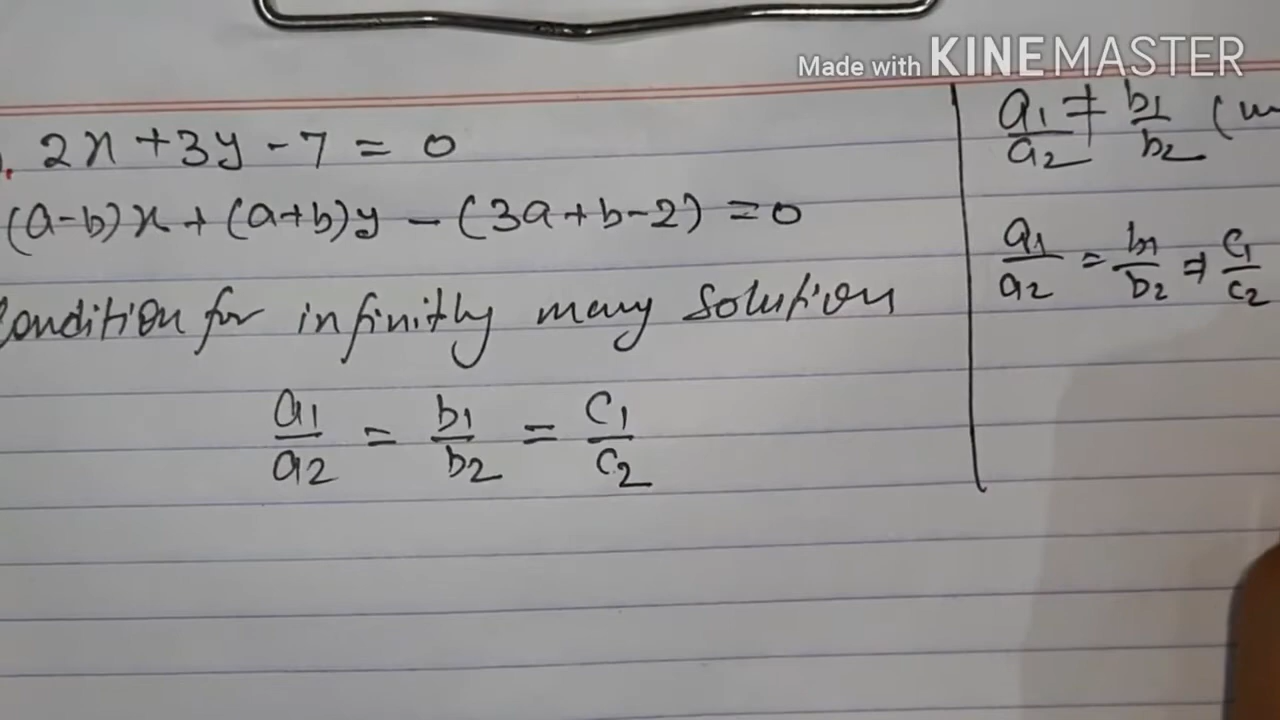 Made with KINEMASTER
2x + 3y - 7 = 0
(a-b)x + (a+b)y - (3a+b-2) = 0
Condition for infinitly many solution
a1/a2 = b1/b2 = c1/c2
a1/a2 ≠ b1/b2 (
a1/a2 = b1/b2 = c1/c2